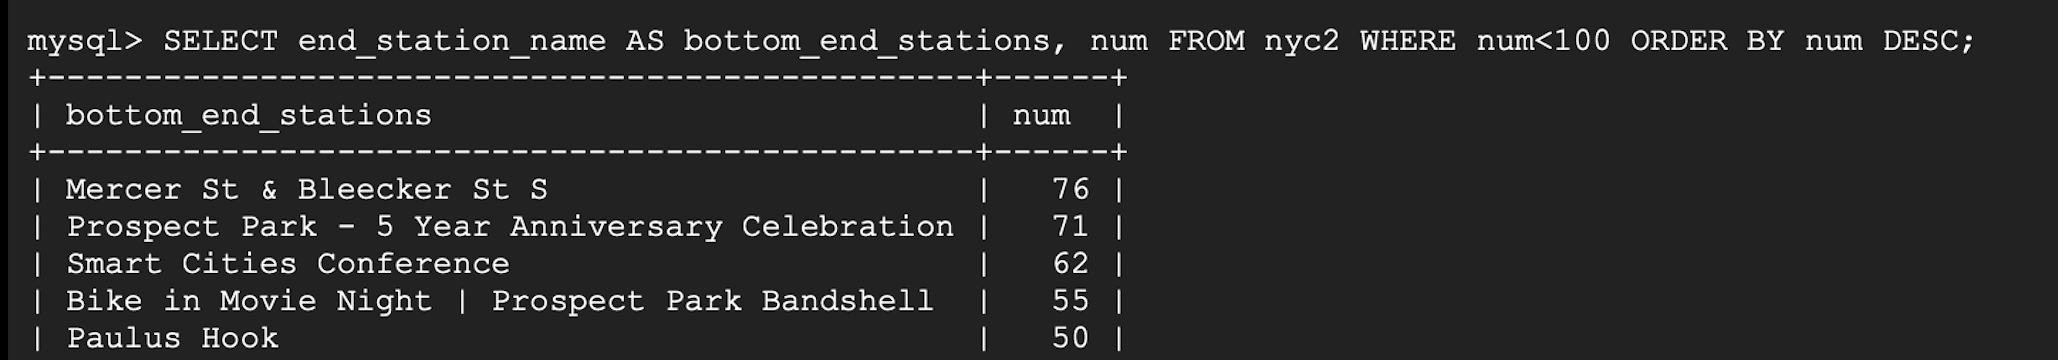 mysql> SELECT end_station_name AS bottom_end_stations, num FROM nyc2 WHERE num<100 ORDER BY num DESC;
+------------------------------------------------+------+
| bottom_end_stations                            | num  |
+------------------------------------------------+------+
| Mercer St & Bleecker St S                      |   76 |
| Prospect Park - 5 Year Anniversary Celebration |   71 |
| Smart Cities Conference                        |   62 |
| Bike in Movie Night | Prospect Park Bandshell  |   55 |
| Paulus Hook                                    |   50 |